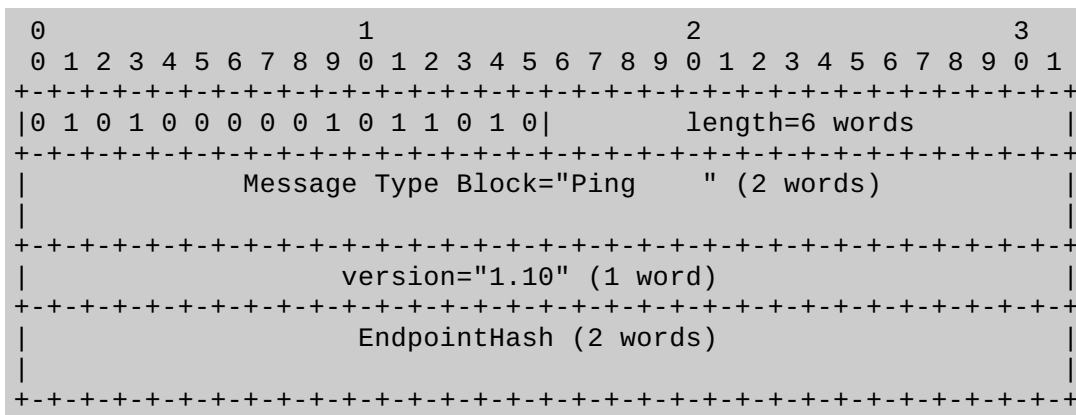 0                   1                   2                   3
 0 1 2 3 4 5 6 7 8 9 0 1 2 3 4 5 6 7 8 9 0 1 2 3 4 5 6 7 8 9 0 1
+-+-+-+-+-+-+-+-+-+-+-+-+-+-+-+-+-+-+-+-+-+-+-+-+-+-+-+-+-+-+-+-+
|0 1 0 1 0 0 0 0 0 1 0 1 1 0 1 0|        length=6 words         |
+-+-+-+-+-+-+-+-+-+-+-+-+-+-+-+-+-+-+-+-+-+-+-+-+-+-+-+-+-+-+-+-+
|             Message Type Block="Ping    " (2 words)           |
|                                                               |
+-+-+-+-+-+-+-+-+-+-+-+-+-+-+-+-+-+-+-+-+-+-+-+-+-+-+-+-+-+-+-+-+
|                   version="1.10" (1 word)                     |
+-+-+-+-+-+-+-+-+-+-+-+-+-+-+-+-+-+-+-+-+-+-+-+-+-+-+-+-+-+-+-+-+
|                    EndpointHash (2 words)                     |
|                                                               |
+-+-+-+-+-+-+-+-+-+-+-+-+-+-+-+-+-+-+-+-+-+-+-+-+-+-+-+-+-+-+-+-+